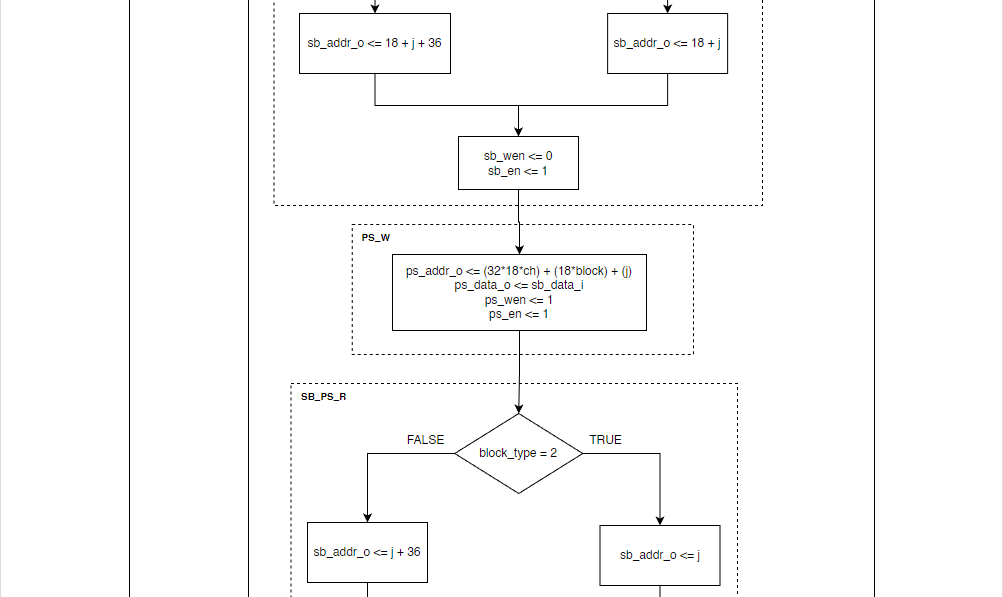 sb_addr_o <= 18 + j + 36
sb_addr_o <= 18 + j
sb_wen <= 0
sb_en <= 1
PS_W
ps_addr_o <= (32*18*ch) + (18*block) + (j)
ps_data_o <= sb_data_i
ps_wen <= 1
ps_en <= 1
SB_PS_R
FALSE
TRUE
block_type = 2
sb_addr_o <= j + 36
sb_addr_o <= j